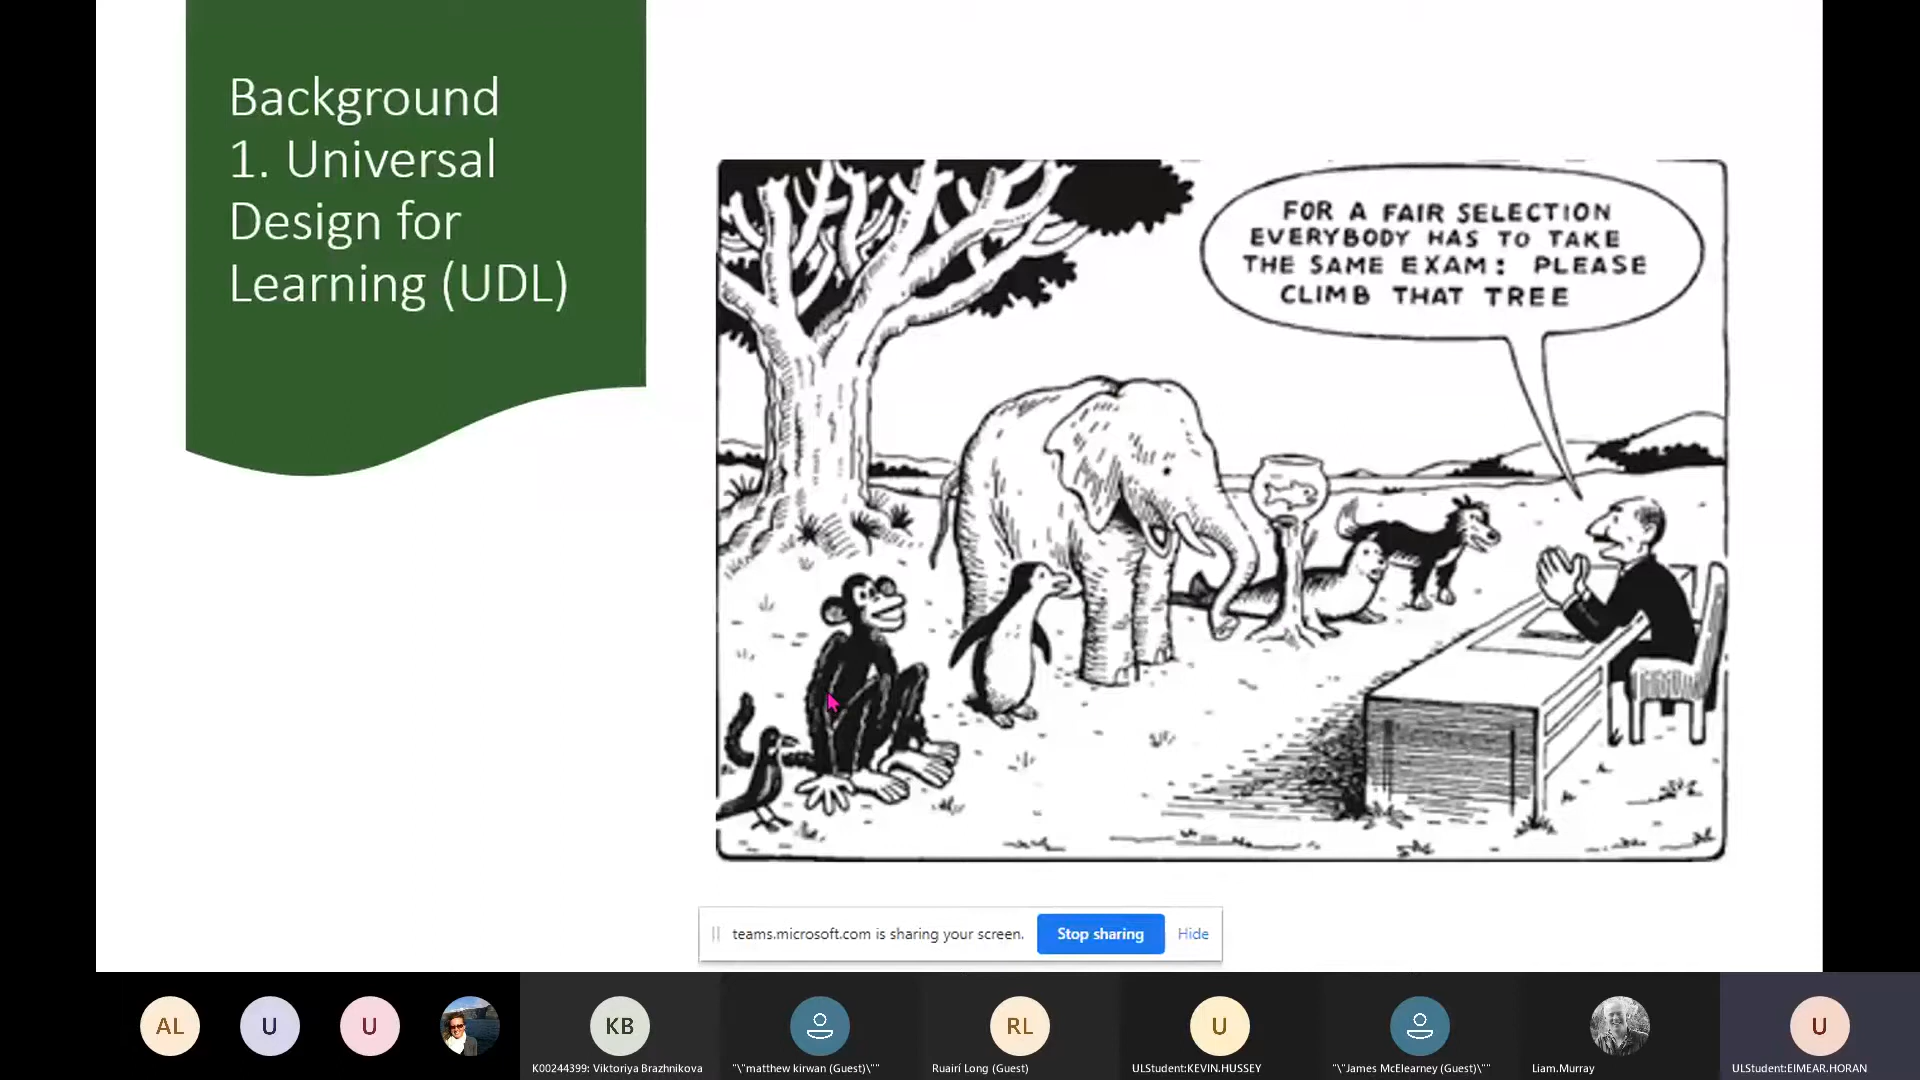 Background
1. Universal
Design for
Learning (UDL)
FOR A FAIR SELECTION
EVERYBODY HAS TO TAKE
THE SAME EXAM: PLEASE
CLIMB THAT TREE
teams.microsoft.com is sharing your screen.
Stop sharing
Hide
AL
U
U
KB
RL
U
U
K00244399: Viktoriya Brazhnikova
"\"matthew kirwan (Guest)\""
Ruairí Long (Guest)
ULStudent:KEVIN.HUSSEY
"\"James McElearney (Guest)\""
Liam.Murray
ULStudent:EIMEAR.HORAN